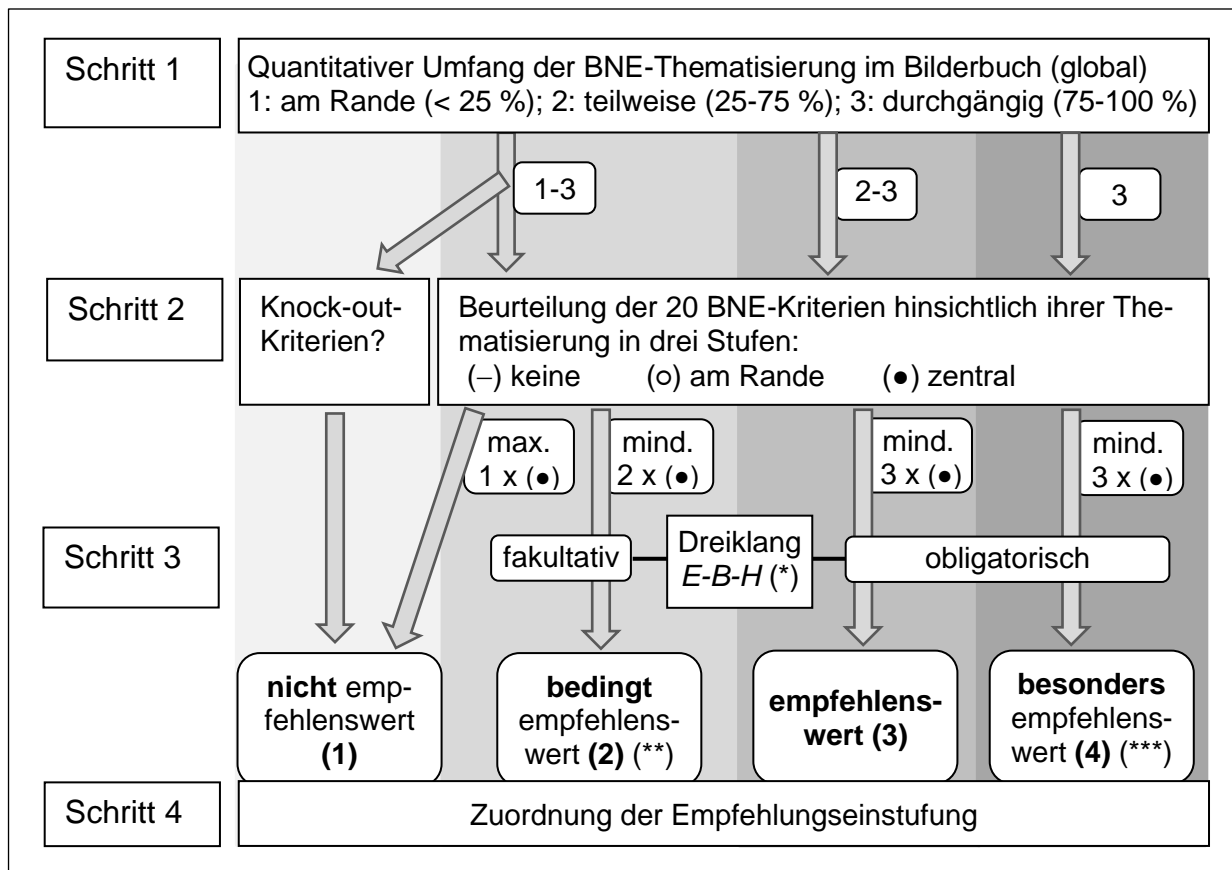 Schritt 1
Quantitativer Umfang der BNE-Thematisierung im Bilderbuch (global)
1: am Rande (< 25 %); 2: teilweise (25-75 %); 3: durchgängig (75-100 %)
1-3
2-3
3
Schritt 2
Knock-out-
Kriterien?
Beurteilung der 20 BNE-Kriterien hinsichtlich ihrer The-
matisierung in drei Stufen:
(–) keine (○) am Rande (●) zentral
max.
1 x (●)
mind.
2 x (●)
mind.
3 x (●)
mind.
3 x (●)
Schritt 3
fakultativ
Dreiklang
E-B-H (*)
obligatorisch
nicht emp-
fehlenswert
(1)
bedingt
empfehlens-
wert (2) (**)
empfehlens-
wert (3)
besonders
empfehlens-
wert (4) (***)
Schritt 4
Zuordnung der Empfehlungseinstufung